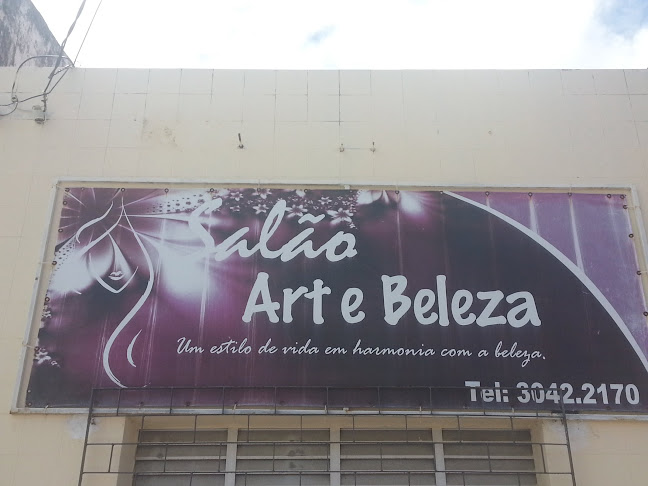 Salão
Art e Beleza
Um estilo de vida em harmonia com a beleza.
Tel: 3042.2170